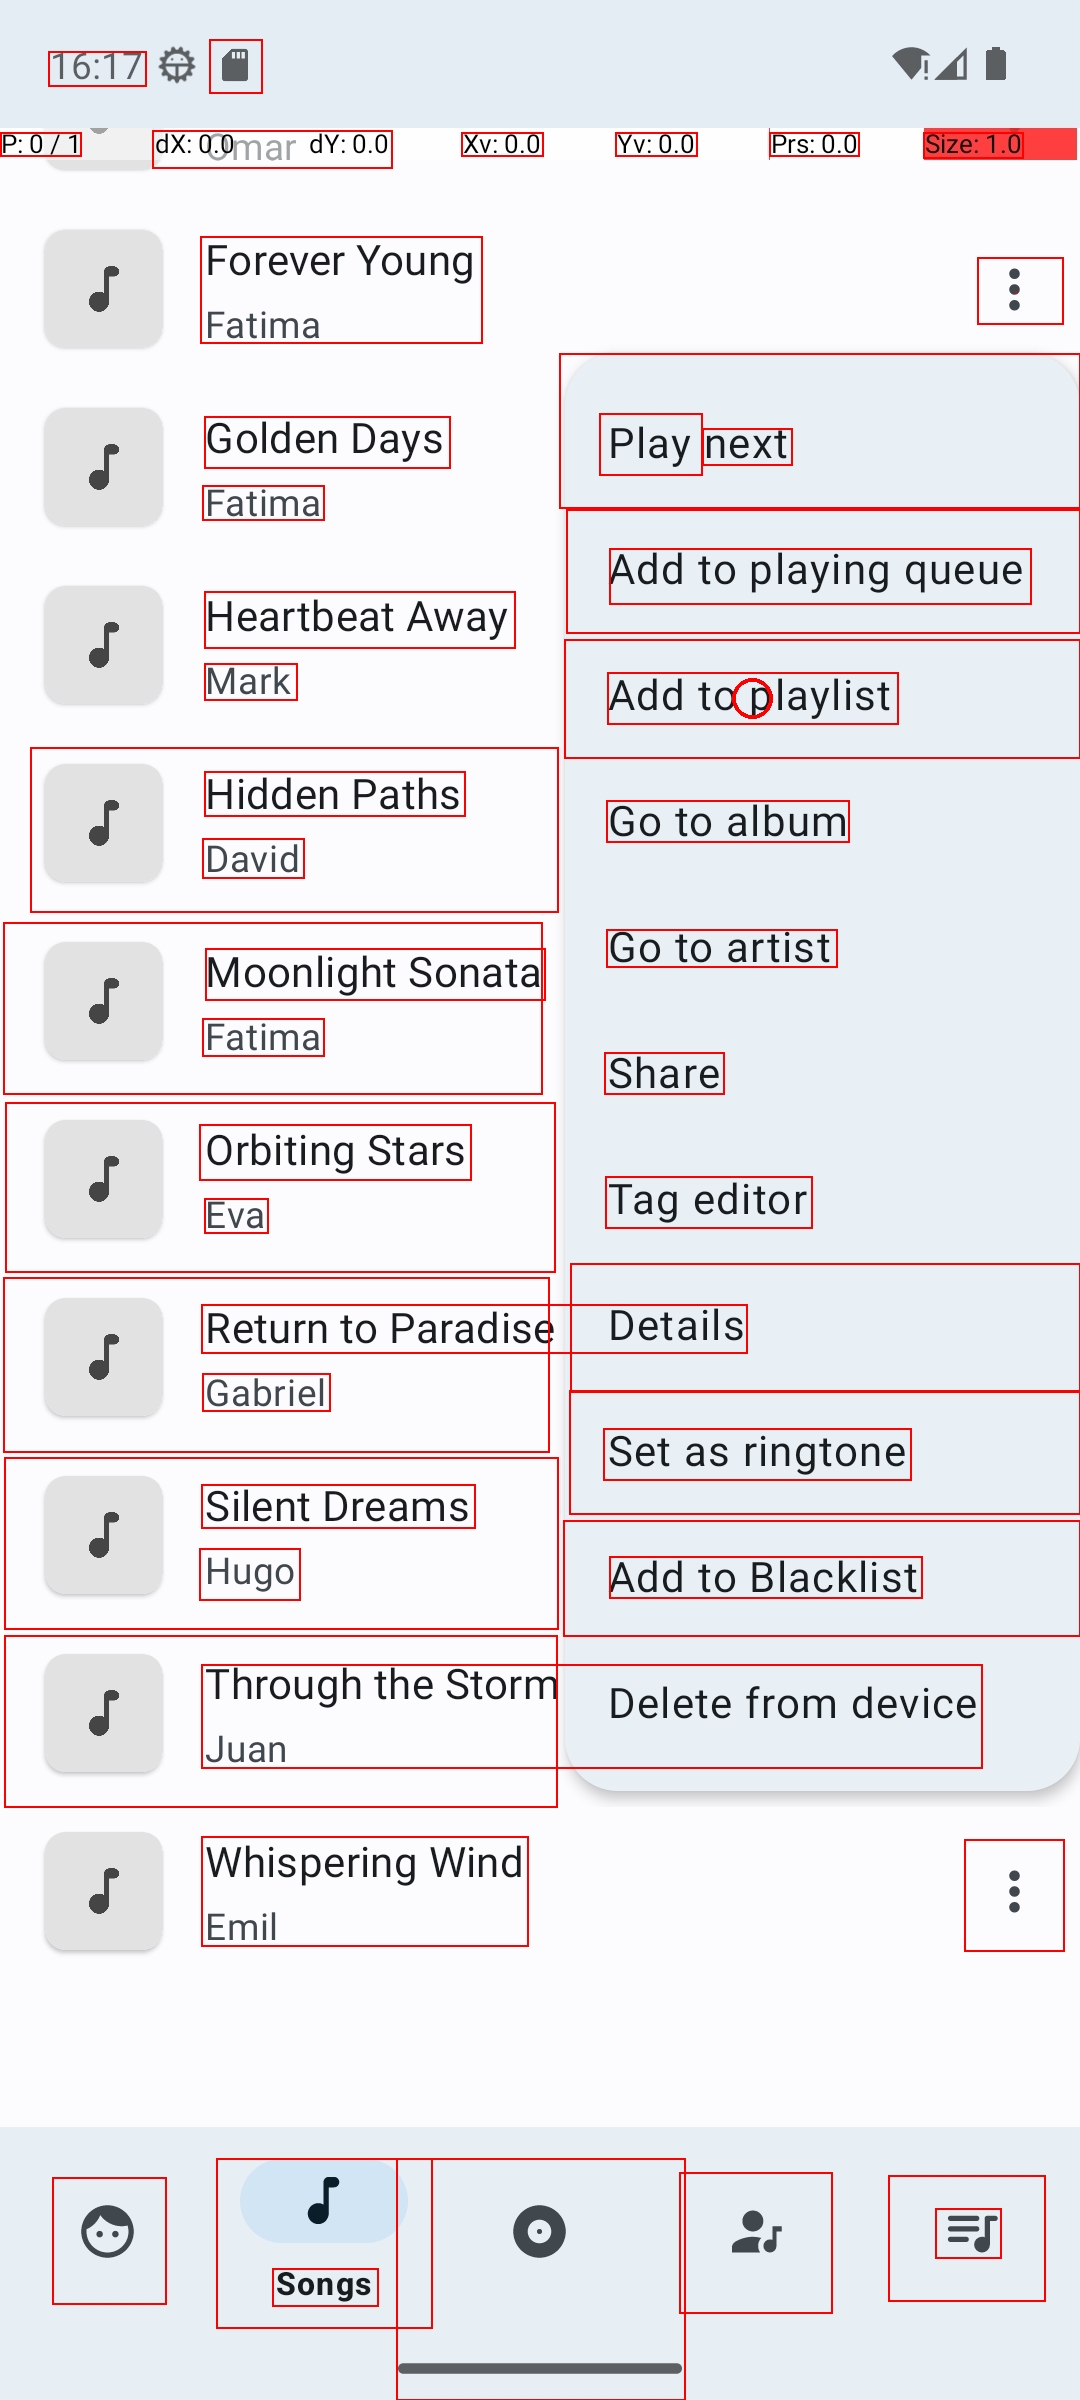 16:17
P: 0 / 1 dX: 0.0 dY: 0.0 Xv: 0.0 Yv: 0.0 Prs: 0.0 Size: 1.0
Omar
Forever Young
Fatima
Golden Days
Fatima
Heartbeat Away
Mark
Hidden Paths
David
Moonlight Sonata
Fatima
Orbiting Stars
Eva
Return to Paradise
Gabriel
Silent Dreams
Hugo
Through the Storm
Juan
Whispering Wind
Emil
Play next
Add to playing queue
Add to playlist
Go to album
Go to artist
Share
Tag editor
Details
Set as ringtone
Add to Blacklist
Delete from device
Songs